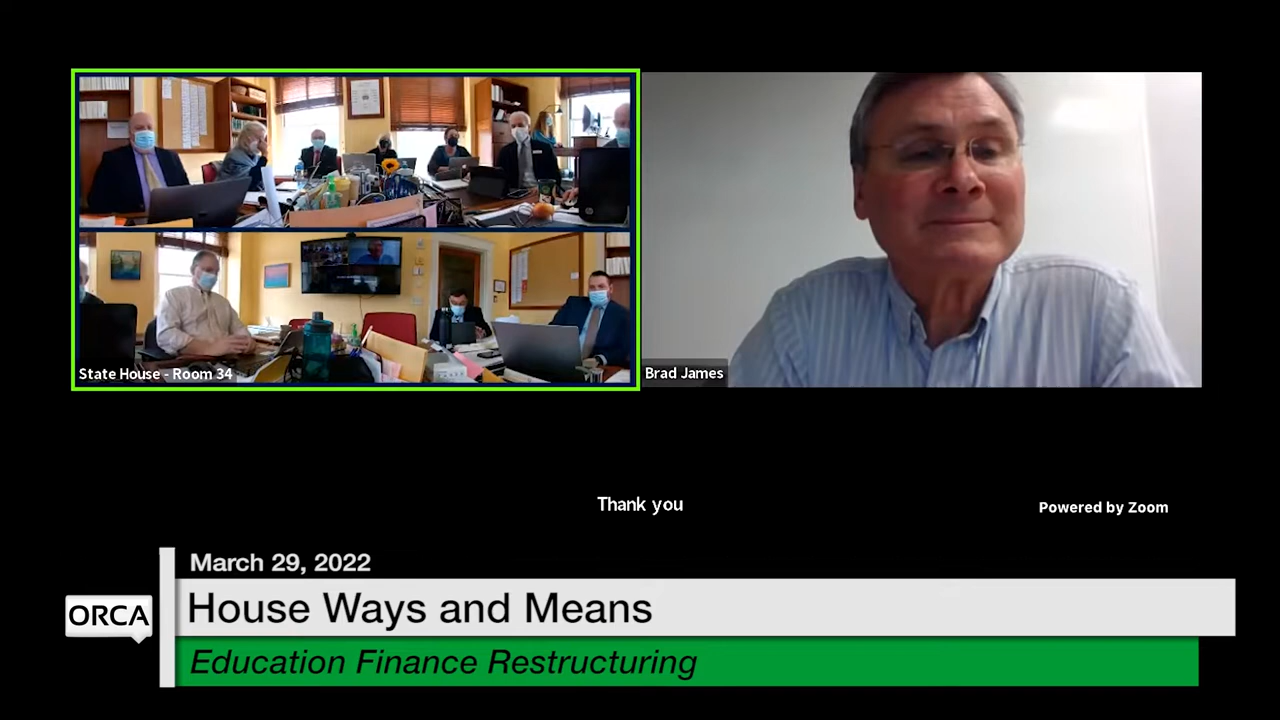 State House - Room 34
Brad James
Thank you
Powered by Zoom
March 29, 2022
ORCA
House Ways and Means
Education Finance Restructuring